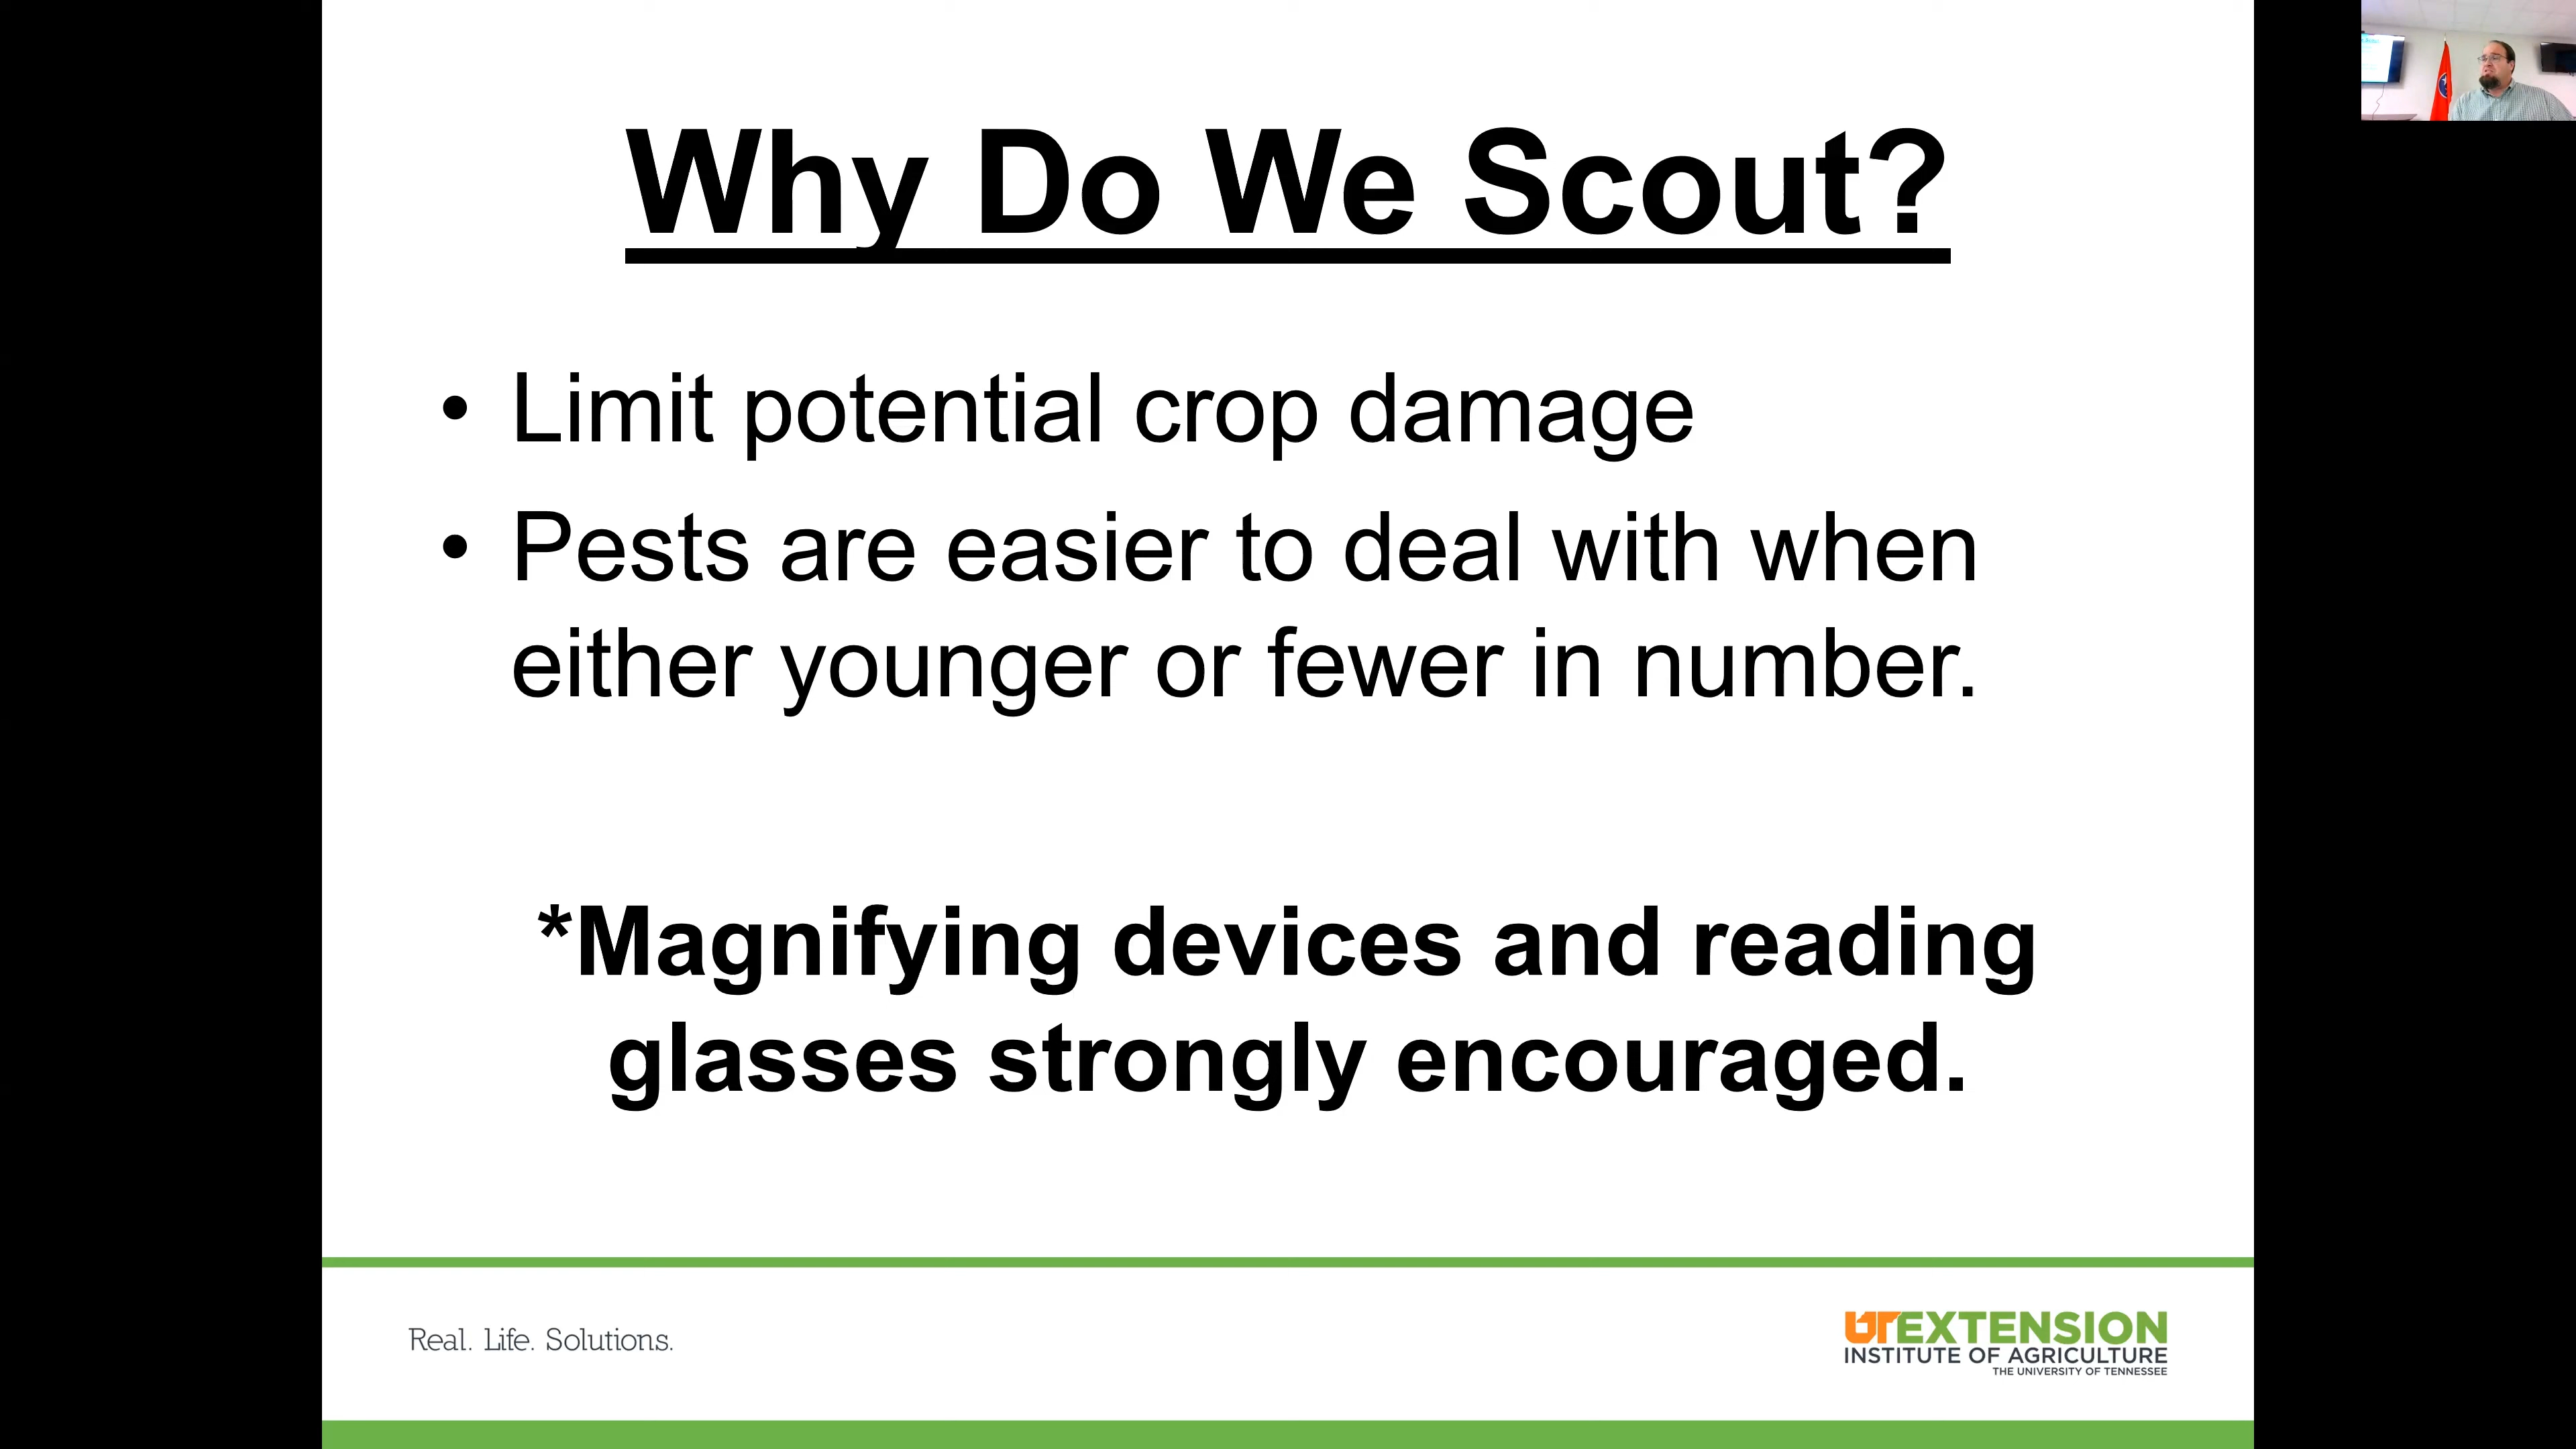 Why Do We Scout?
• Limit potential crop damage
• Pests are easier to deal with when
either younger or fewer in number.
*Magnifying devices and reading
glasses strongly encouraged.
Real. Life. Solutions.
UTEXTENSION
INSTITUTE OF AGRICULTURE
THE UNIVERSITY OF TENNESSEE